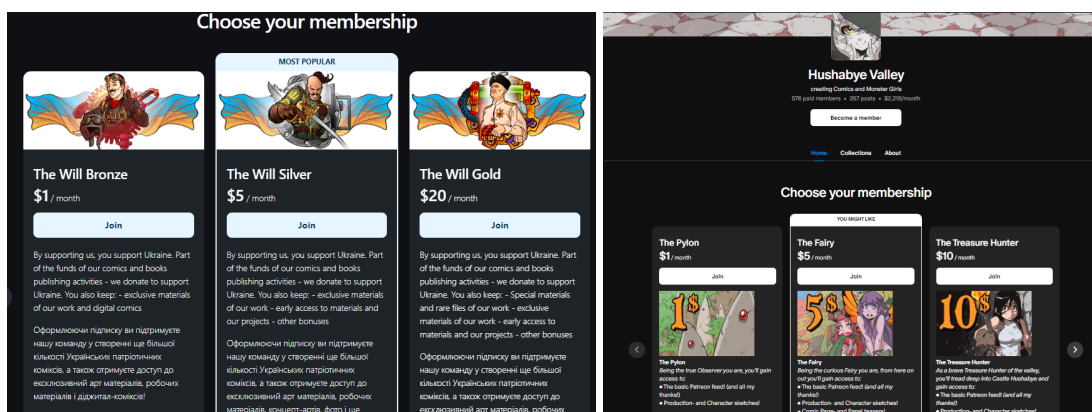 Choose your membership
The Will Bronze
$1 / month
Join
By supporting us, you support Ukraine. Part
of the funds of our comics and books
publishing activities - we donate to support
Ukraine. You also keep: - exclusive materials
of our work and digital comics
Оформлюючи підписку ви підтримуєте
нашу команду у створенні ще більшої
кількості Українських патріотичних
коміксів, а також отримуєте доступ до
ексклюзивний арт матеріалів, робочих
матеріалів і діджитал-коміксів!
MOST POPULAR
The Will Silver
$5 / month
Join
By supporting us, you support Ukraine. Part
of the funds of our comics and books
publishing activities - we donate to support
Ukraine. You also keep: - exclusive materials
of our work - early access to materials and
our projects - other bonuses
Оформлюючи підписку ви підтримуєте
нашу команду у створенні ще більшої
кількості Українських патріотичних
коміксів, а також отримуєте доступ до
ексклюзивний арт матеріалів, робочих
матеріалів, концепт-артів, фото і ще
The Will Gold
$20 / month
Join
By supporting us, you support Ukraine. Part
of the funds of our comics and books
publishing activities - we donate to support
Ukraine. You also keep: - Special materials
and rare files of our work - exclusive
materials of our work - early access to
materials and our projects - other bonuses
Оформлюючи підписку ви підтримуєте
нашу команду у створенні ще більшої
кількості Українських патріотичних
коміксів, а також отримуєте доступ до
ексклюзивний арт матеріалів, робочих
Hushabye Valley
creating Comics and Monster Girls
576 paid members • 267 posts • $2,218/month
Become a member
Home Collections About
Choose your membership
The Pylon
$1 / month
Join
1$
The Pylon
Being the true Observer you are, you'll gain
access to:
● The basic Patreon feed! (and all my
thanks!)
● Production- and Character sketches!
YOU MIGHT LIKE
The Fairy
$5 / month
Join
5$
The Fairy
Being the curious Fairy you are, from here on
out you'll gain access to:
● The basic Patreon feed! (and all my
thanks!)
● Production- and Character sketches!
● Comic Page- and Panel teasers!
The Treasure Hunter
$10 / month
Join
10$
The Treasure Hunter
As a brave Treasure Hunter of the valley,
you'll tread deep into Castle Hushabye and
gain access to:
● The basic Patreon feed! (and all my
thanks!)
● Production- and Character sketches!